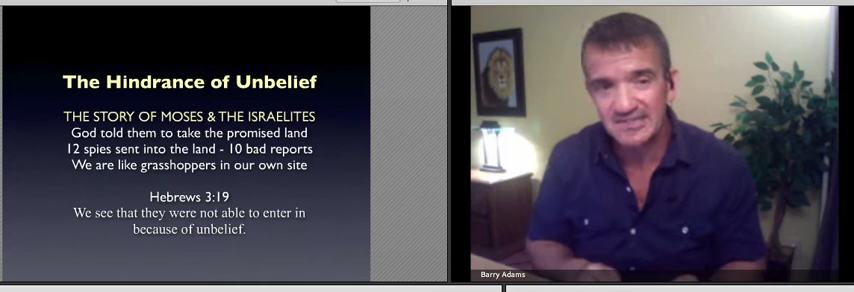 The Hindrance of Unbelief
THE STORY OF MOSES & THE ISRAELITES
God told them to take the promised land
12 spies sent into the land - 10 bad reports
We are like grasshoppers in our own site
Hebrews 3:19
We see that they were not able to enter in
because of unbelief.
Barry Adams